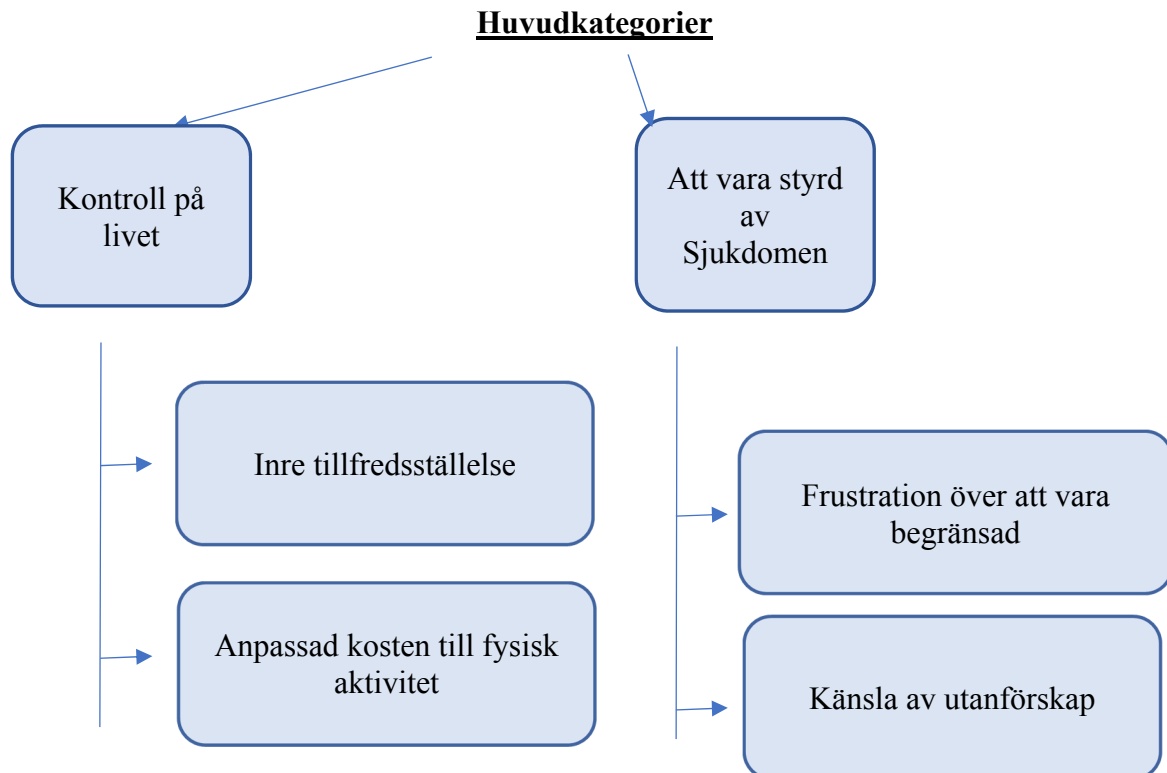 Huvudkategorier
Kontroll på
livet
Att vara styrd
av
Sjukdomen
Inre tillfredsställelse
Anpassad kosten till fysisk
aktivitet
Frustration över att vara
begränsad
Känsla av utanförskap